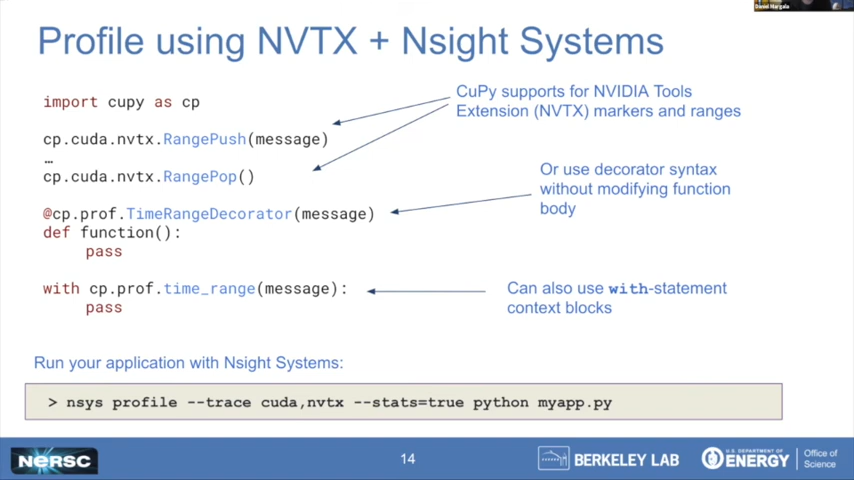 Daniel Margala
Profile using NVTX + Nsight Systems
import cupy as cp
cp.cuda.nvtx.RangePush(message)
…
cp.cuda.nvtx.RangePop()
@cp.prof.TimeRangeDecorator(message)
def function():
pass
with cp.prof.time_range(message):
pass
CuPy supports for NVIDIA Tools
Extension (NVTX) markers and ranges
Or use decorator syntax
without modifying function
body
Can also use with-statement
context blocks
Run your application with Nsight Systems:
> nsys profile --trace cuda,nvtx --stats=true python myapp.py
NERSC
14
BERKELEY LAB
U.S. DEPARTMENT OF
ENERGY
Office of
Science